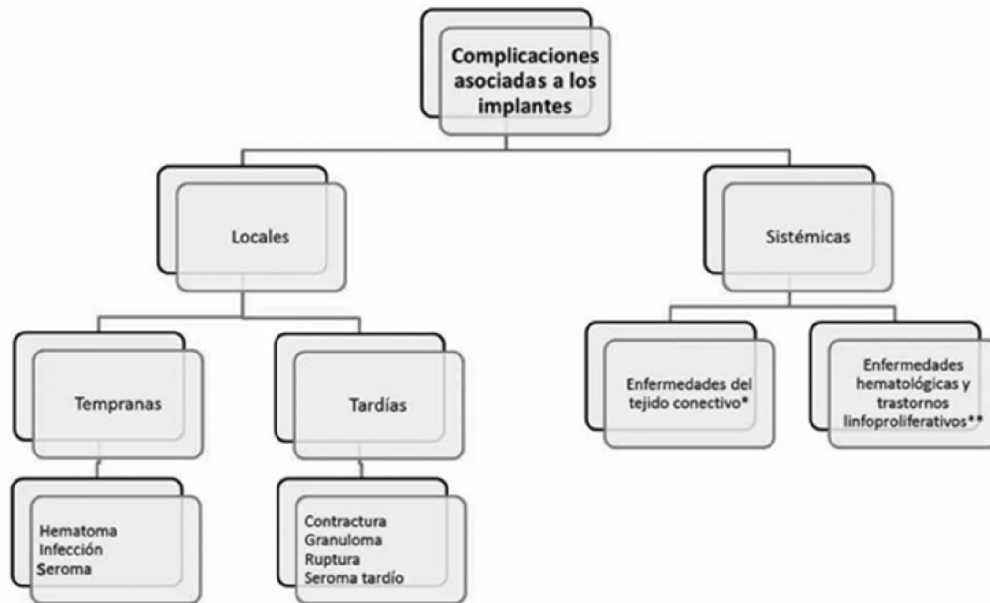 Complicaciones
asociadas a los
implantes
Locales
Sistémicas
Tempranas
Tardías
Enfermedades del
tejido conectivo*
Enfermedades
hematológicas y
trastornos
linfoproliferativos**
Hematoma
Infección
Seroma
Contractura
Granuloma
Ruptura
Seroma tardío